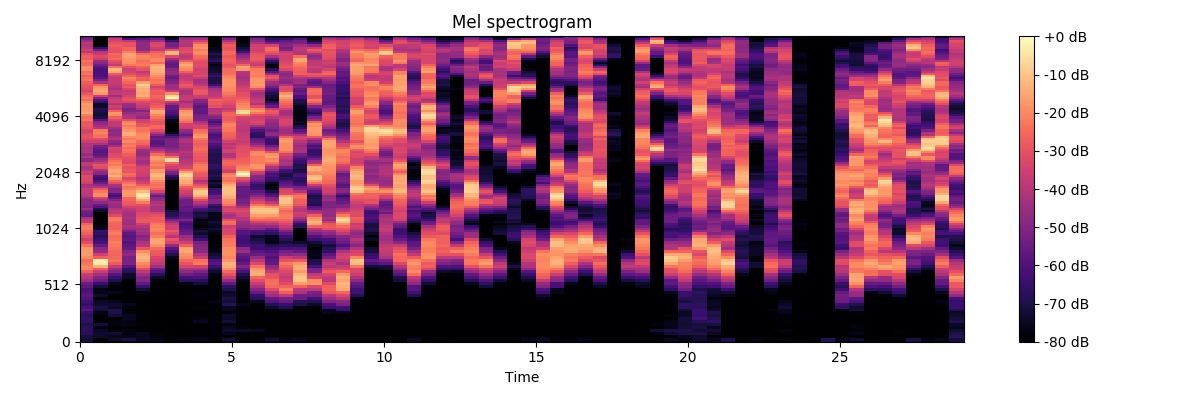 Mel spectrogram
8192
4096
2048
1024
512
0
Hz
0 5 10 15 20 25
Time
+0 dB
-10 dB
-20 dB
-30 dB
-40 dB
-50 dB
-60 dB
-70 dB
-80 dB